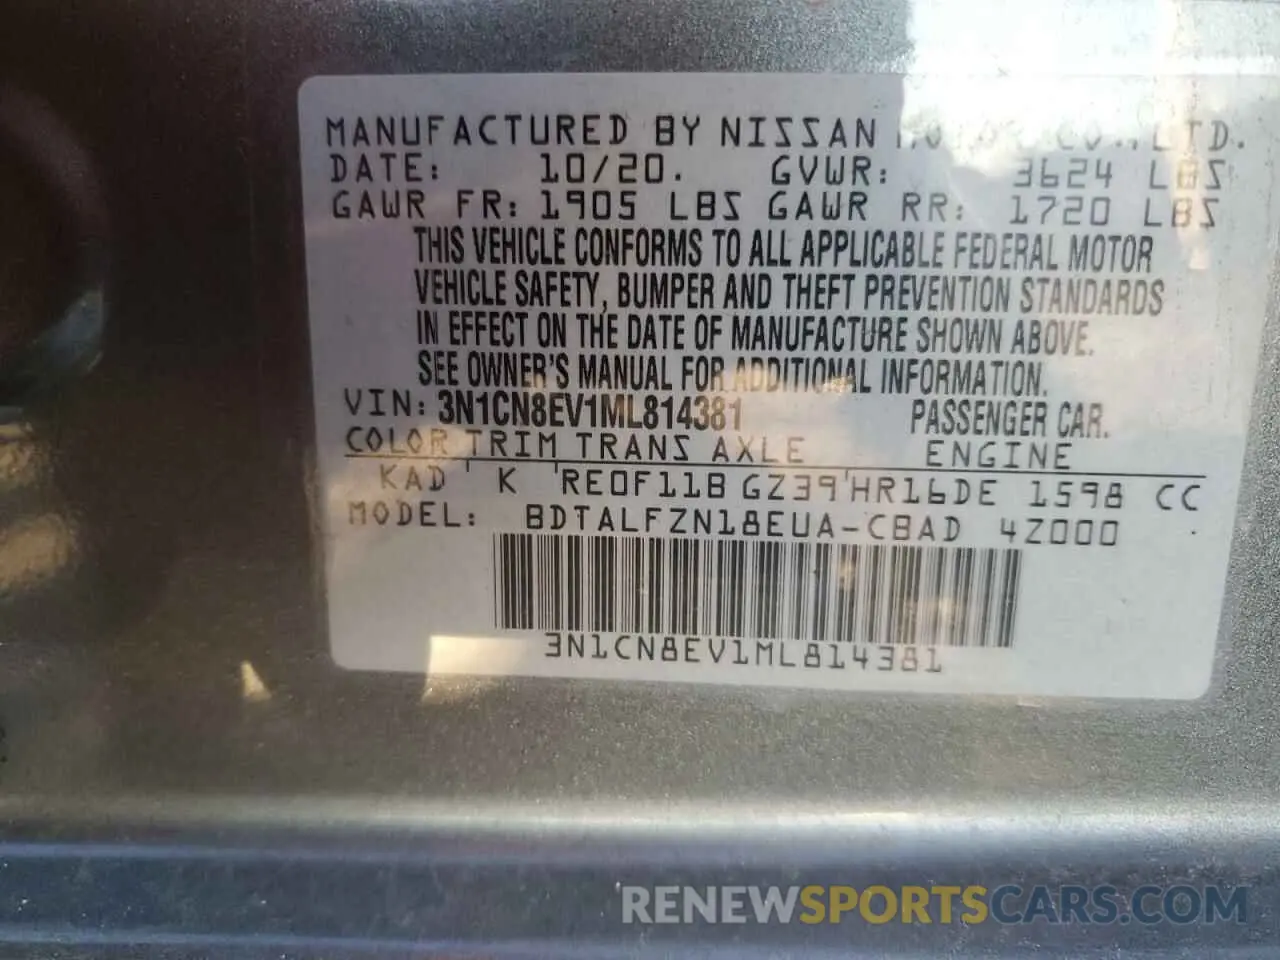 MANUFACTURED BY NISSAN MOTOR CO., LTD.
DATE: 10/20. GVWR: 3624 LBS
GAWR FR: 1905 LBS GAWR RR: 1720 LBS
THIS VEHICLE CONFORMS TO ALL APPLICABLE FEDERAL MOTOR
VEHICLE SAFETY, BUMPER AND THEFT PREVENTION STANDARDS
IN EFFECT ON THE DATE OF MANUFACTURE SHOWN ABOVE.
SEE OWNER'S MANUAL FOR ADDITIONAL INFORMATION.
VIN: 3N1CN8EV1ML814381 PASSENGER CAR.
COLOR TRIM TRANS AXLE ENGINE
KAD K RE0F11B GZ39 HR16DE 1598 CC
MODEL: BDTALFZN18EUA-CBAD 4Z000
3N1CN8EV1ML814381
RENEWSPORTSCARS.COM